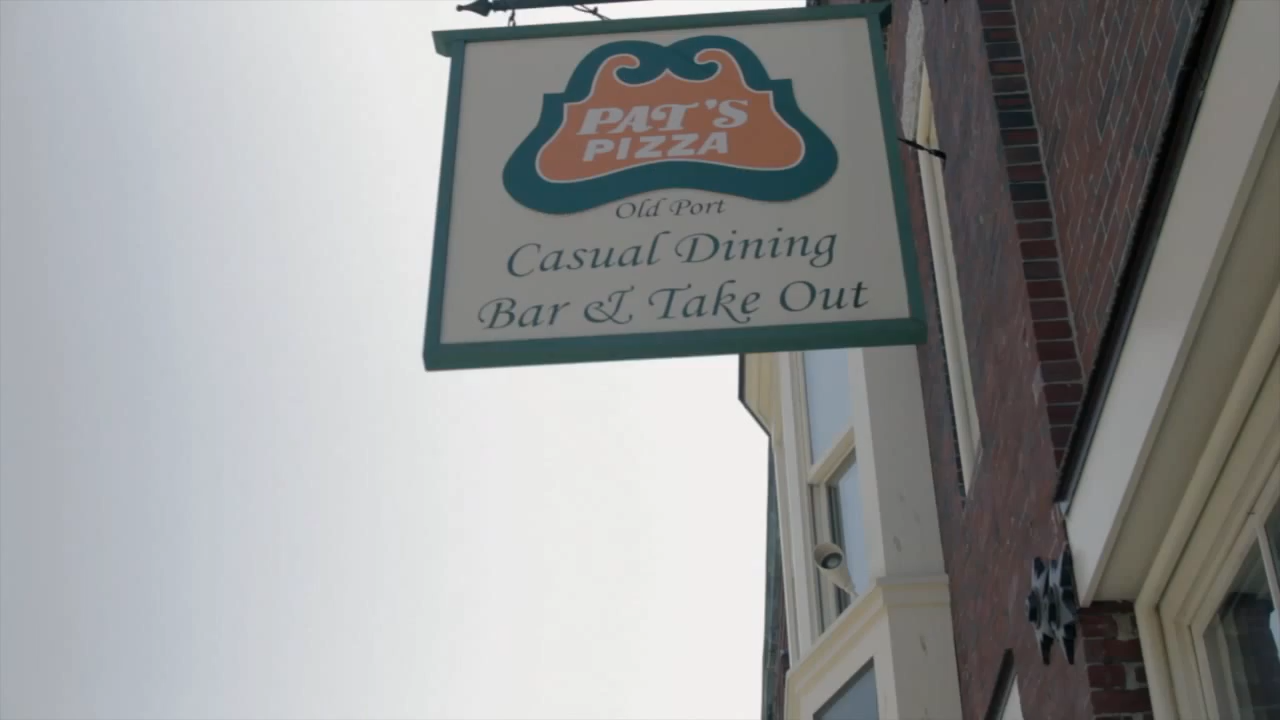 PAT'S
PIZZA
Old Port
Casual Dining
Bar & Take Out